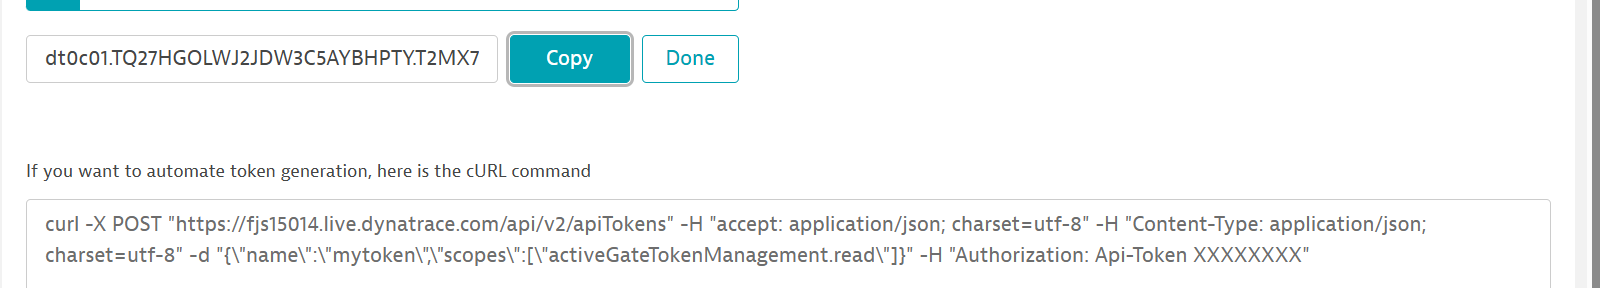 dt0c01.TQ27HGOLWJ2JDW3C5AYBHPTY.T2MX7
Copy
Done
If you want to automate token generation, here is the cURL command
curl -X POST "https://fjs15014.live.dynatrace.com/api/v2/apiTokens" -H "accept: application/json; charset=utf-8" -H "Content-Type: application/json;
charset=utf-8" -d "{\"name\":\"mytoken\",\"scopes\":[\"activeGateTokenManagement.read\"]}" -H "Authorization: Api-Token XXXXXXXX"